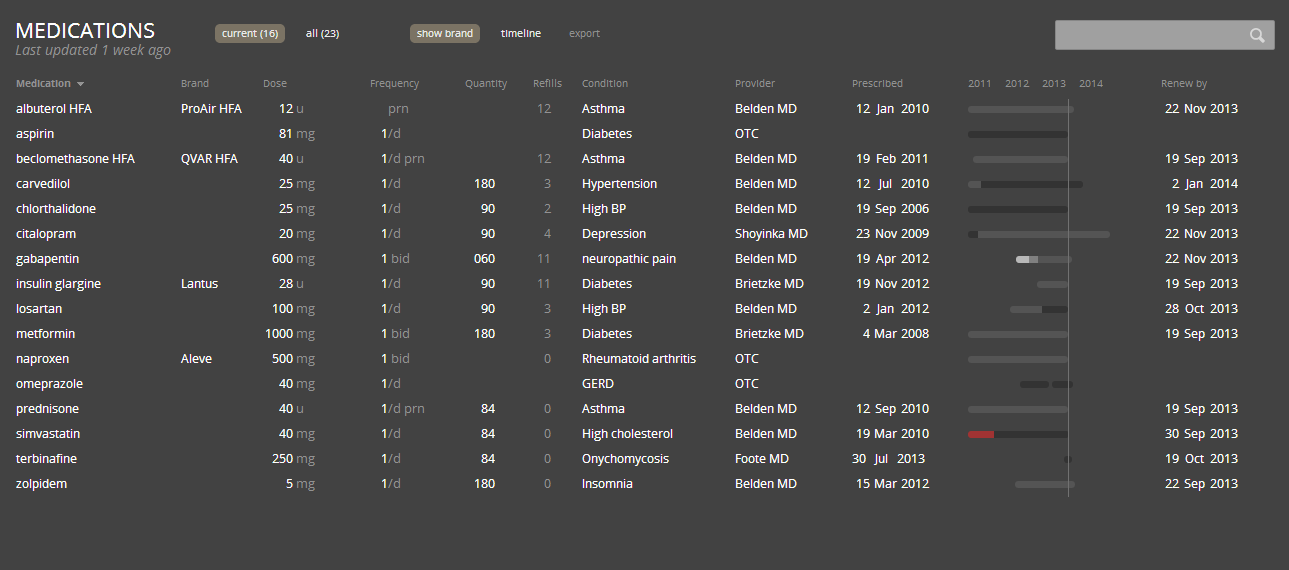 MEDICATIONS current (16) all (23) show brand timeline export
Last updated 1 week ago
Medication Brand Dose Frequency Quantity Refills Condition Provider Prescribed 2011 2012 2013 2014 Renew by
albuterol HFA ProAir HFA 12 u prn 12 Asthma Belden MD 12 Jan 2010 22 Nov 2013
aspirin 81 mg 1/d Diabetes OTC
beclomethasone HFA QVAR HFA 40 u 1/d prn 12 Asthma Belden MD 19 Feb 2011 19 Sep 2013
carvedilol 25 mg 1/d 180 3 Hypertension Belden MD 12 Jul 2010 2 Jan 2014
chlorthalidone 25 mg 1/d 90 2 High BP Belden MD 19 Sep 2006 19 Sep 2013
citalopram 20 mg 1/d 90 4 Depression Shoyinka MD 23 Nov 2009 22 Nov 2013
gabapentin 600 mg 1 bid 060 11 neuropathic pain Belden MD 19 Apr 2012 22 Nov 2013
insulin glargine Lantus 28 u 1/d 90 11 Diabetes Brietzke MD 19 Nov 2012 19 Sep 2013
losartan 100 mg 1/d 90 3 High BP Belden MD 2 Jan 2012 28 Oct 2013
metformin 1000 mg 1 bid 180 3 Diabetes Brietzke MD 4 Mar 2008 19 Sep 2013
naproxen Aleve 500 mg 1 bid 0 Rheumatoid arthritis OTC
omeprazole 40 mg 1/d GERD OTC
prednisone 40 u 1/d prn 84 0 Asthma Belden MD 12 Sep 2010 19 Sep 2013
simvastatin 40 mg 1/d 84 0 High cholesterol Belden MD 19 Mar 2010 30 Sep 2013
terbinafine 250 mg 1/d 84 0 Onychomycosis Foote MD 30 Jul 2013 19 Oct 2013
zolpidem 5 mg 1/d 180 0 Insomnia Belden MD 15 Mar 2012 22 Sep 2013